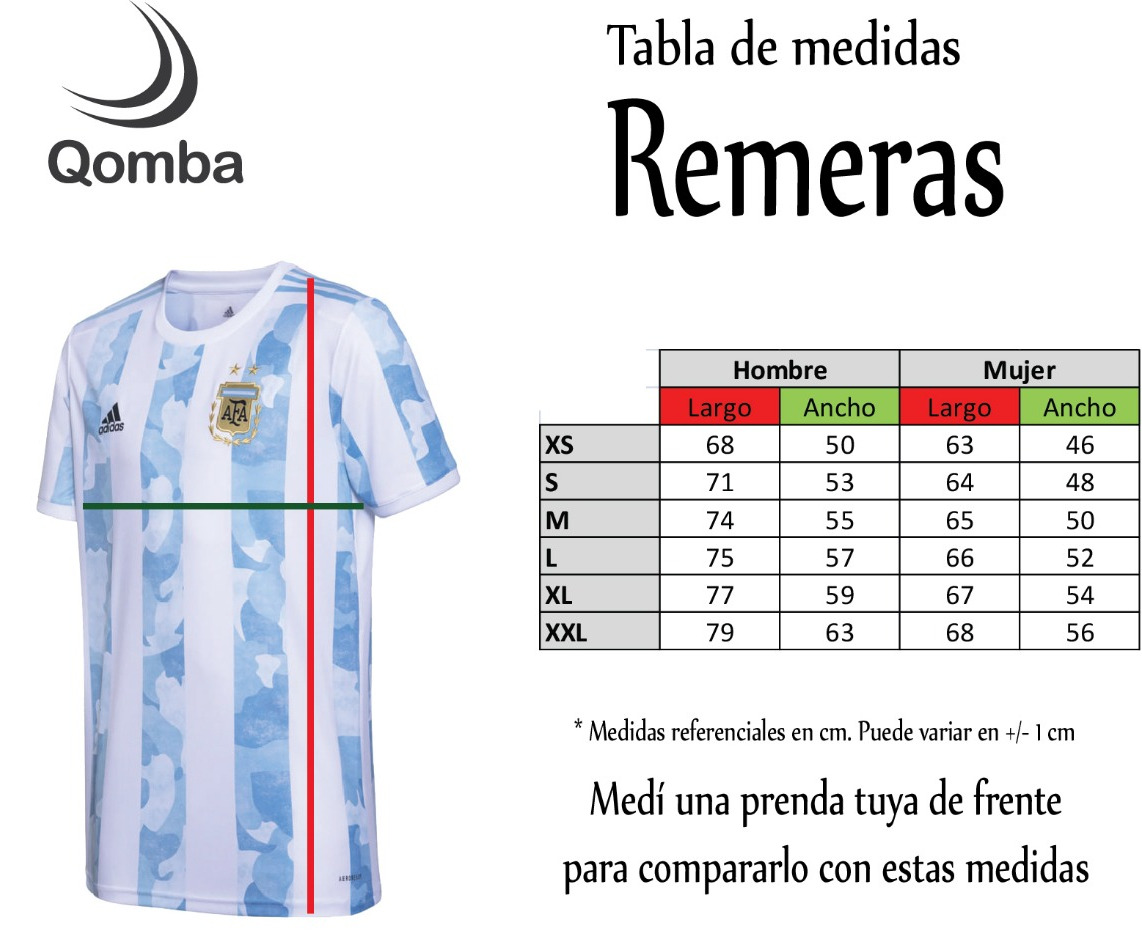 Qomba
Tabla de medidas
Remeras
adidas
AFA
Hombre Mujer
Largo Ancho Largo Ancho
XS 68 50 63 46
S 71 53 64 48
M 74 55 65 50
L 75 57 66 52
XL 77 59 67 54
XXL 79 63 68 56
* Medidas referenciales en cm. Puede variar en +/- 1 cm
Medí una prenda tuya de frente
para compararlo con estas medidas